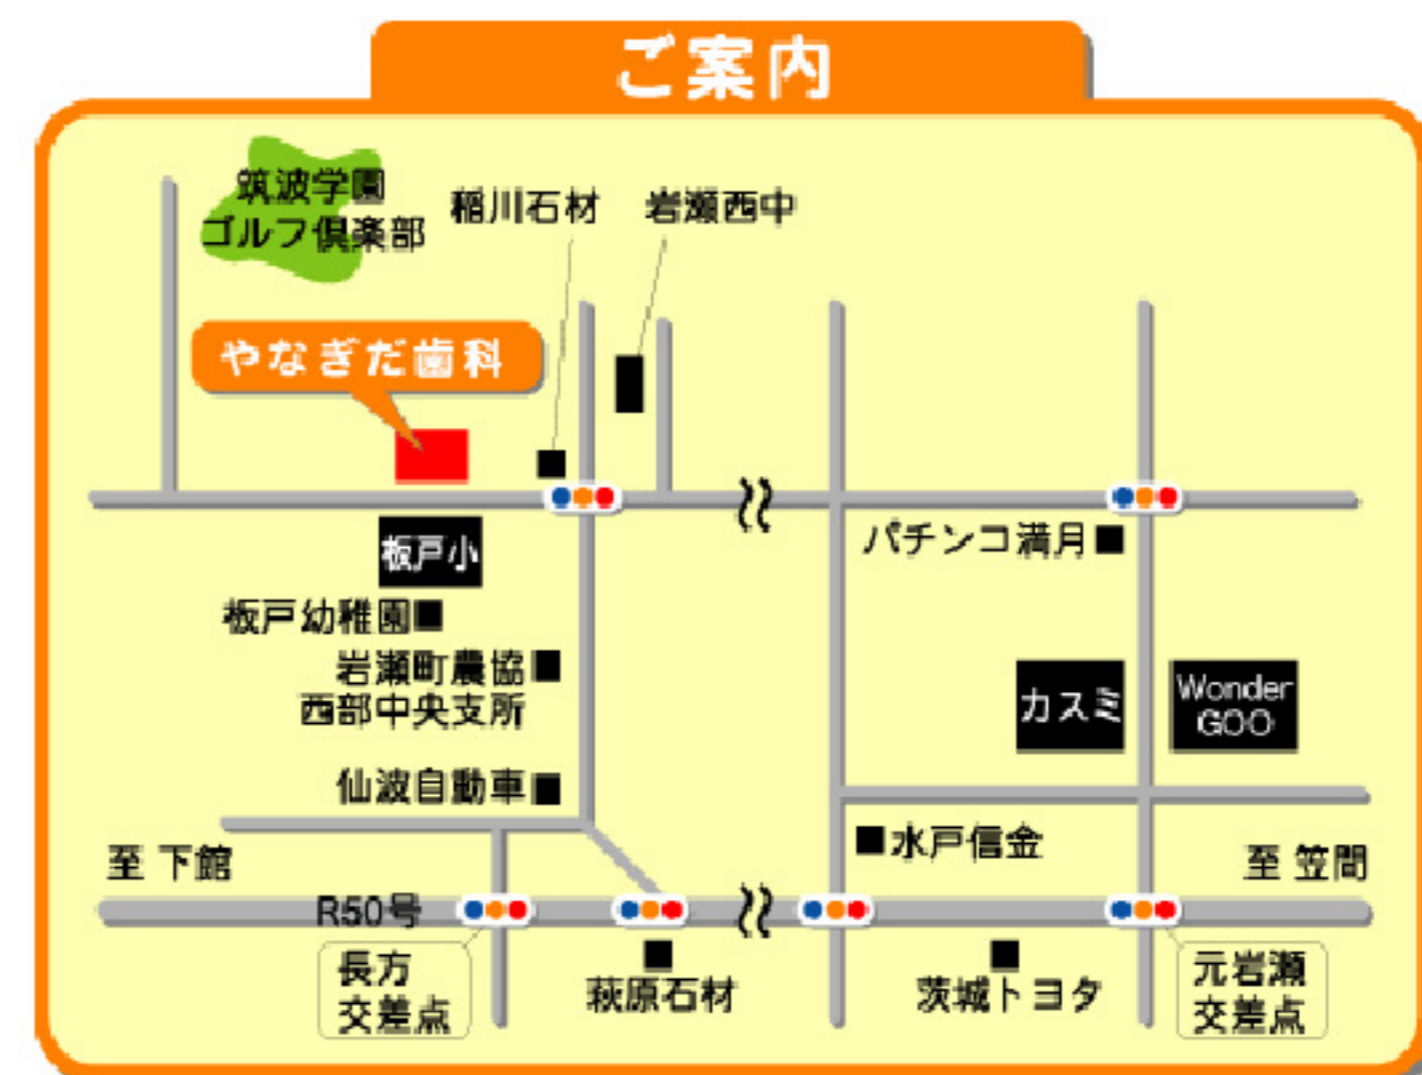 ご案内
筑波学園
ゴルフ倶楽部
稲川石材
岩瀬西中
やなぎだ歯科
板戸小
パチンコ満月
板戸幼稚園
岩瀬町農協
西部中央支所
カスミ
Wonder
GOO
仙波自動車
水戸信金
至 下館
至 笠間
R50号
長方
交差点
萩原石材
茨城トヨタ
元岩瀬
交差点